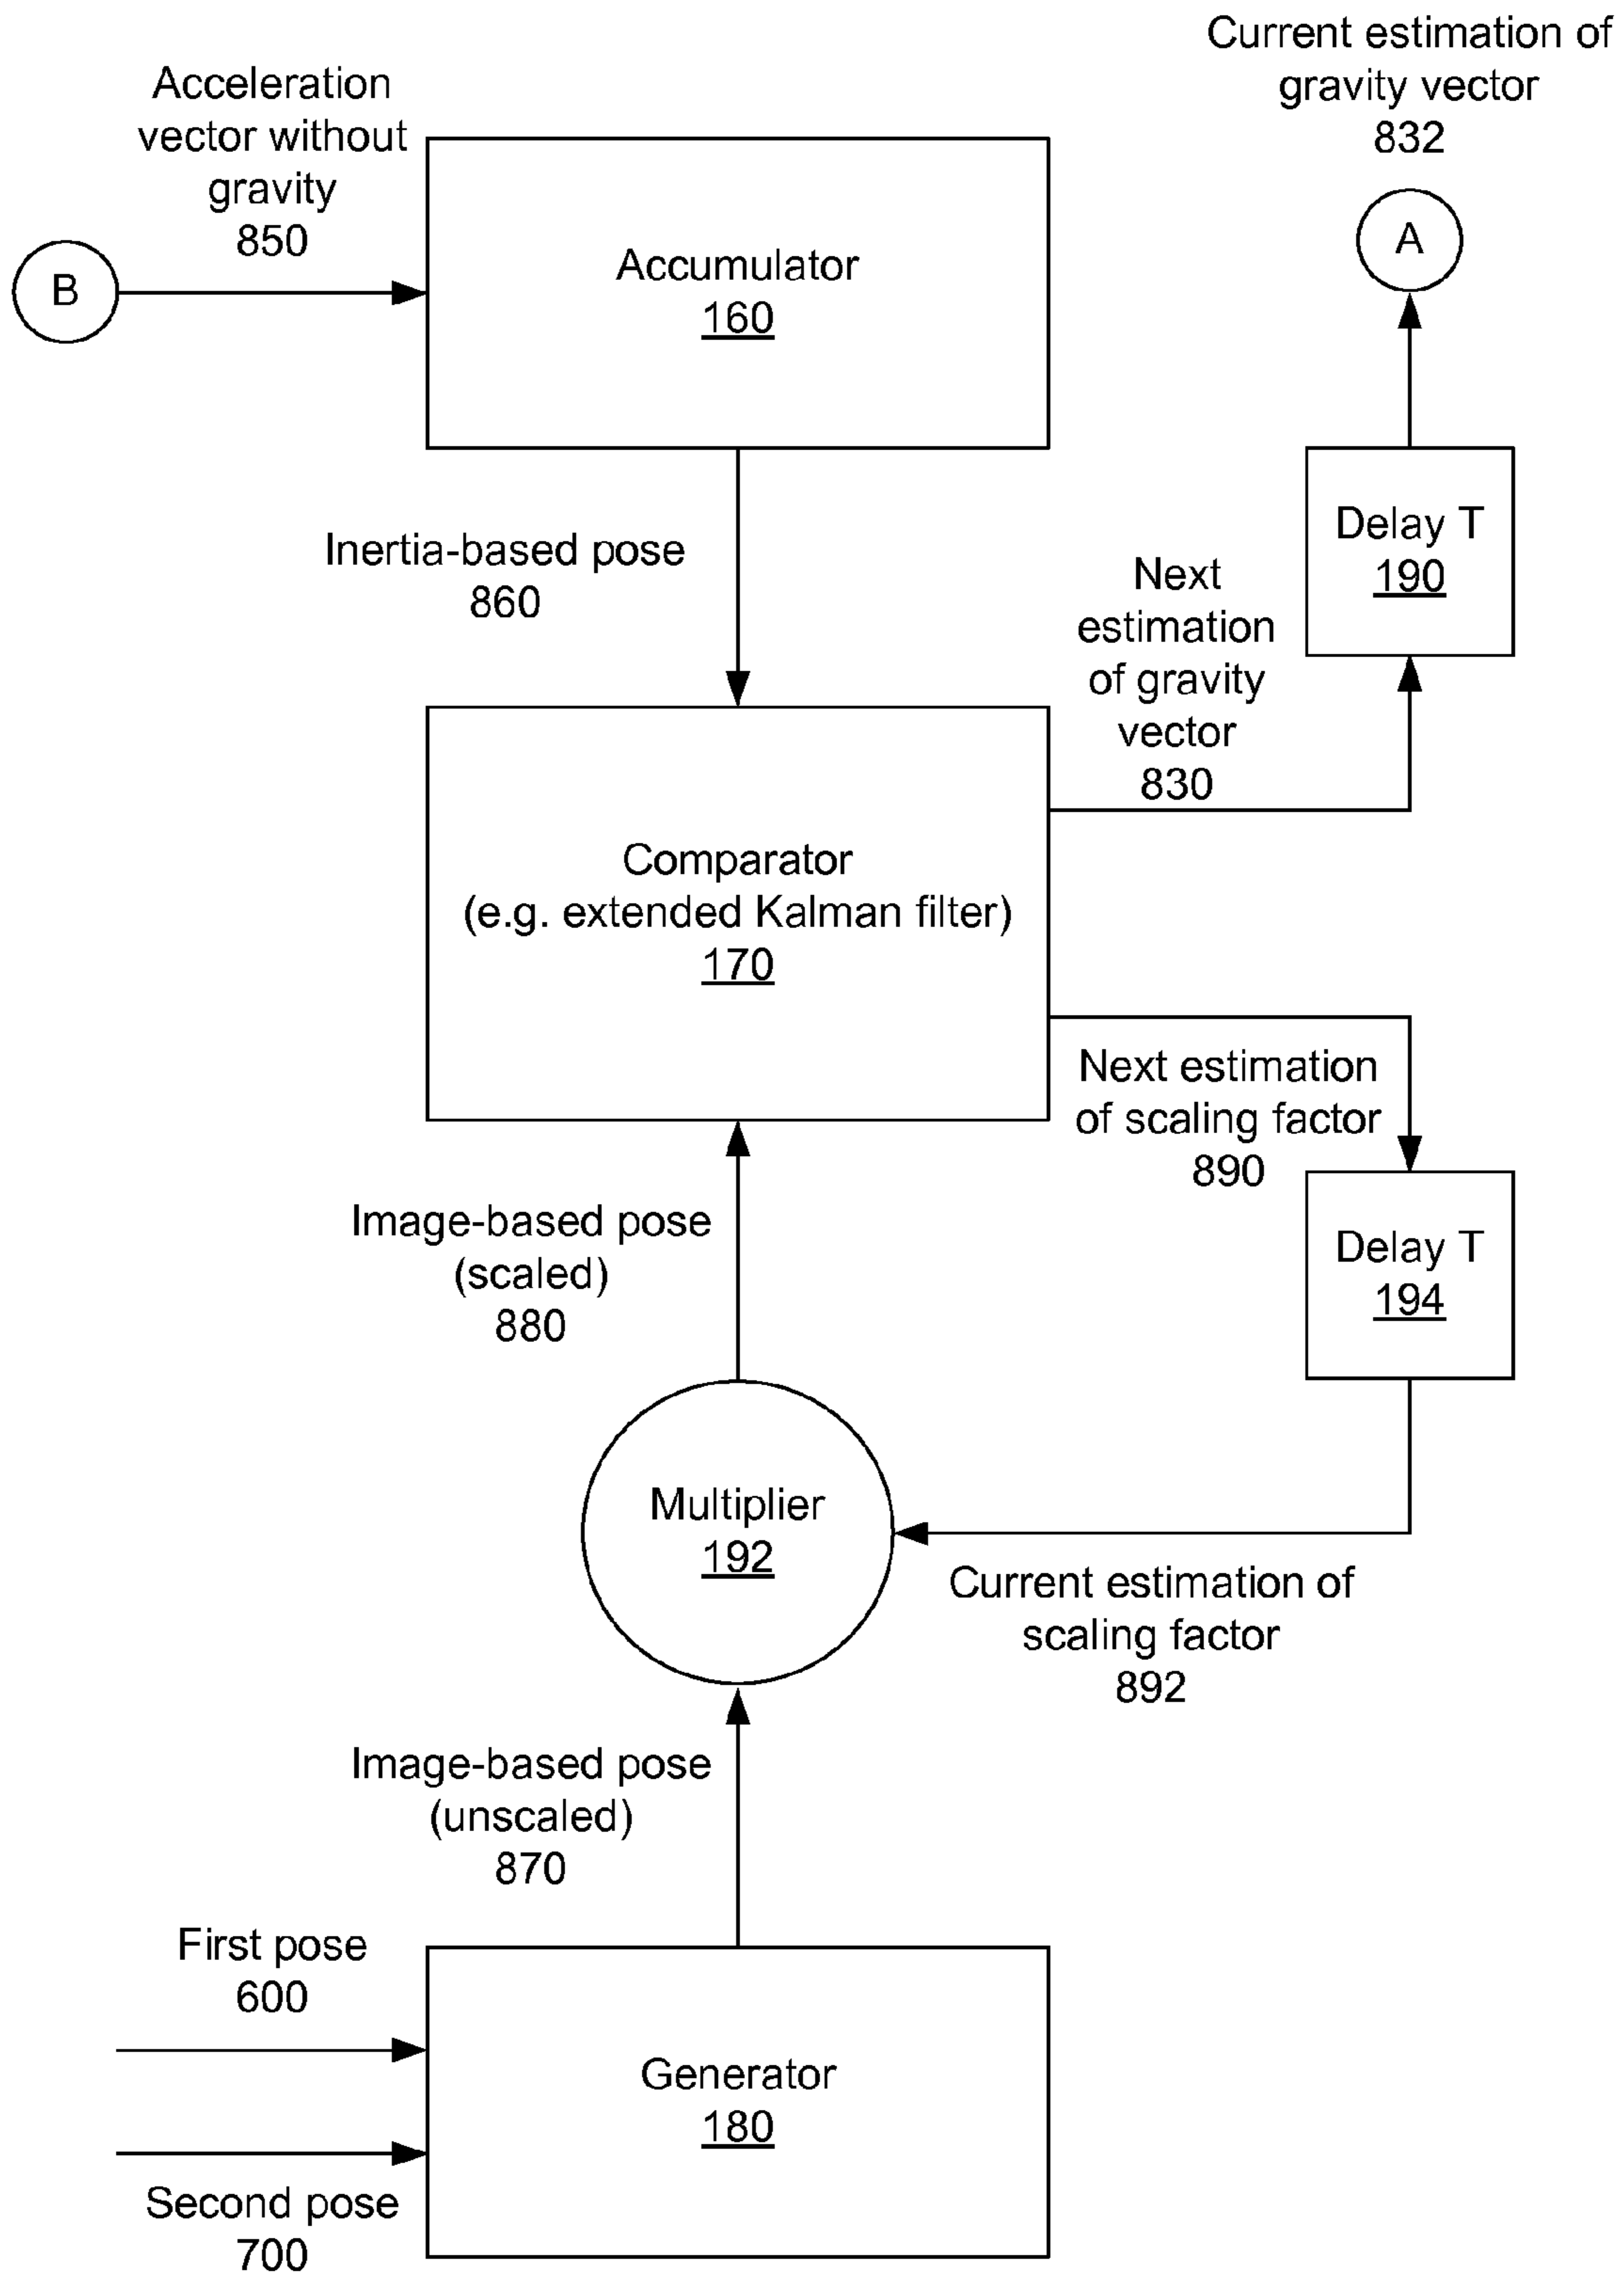 Current estimation of
gravity vector
832
A
Acceleration
vector without
gravity
850
B
Accumulator
160
Inertia-based pose
860
Delay T
190
Next
estimation
of gravity
vector
830
Comparator
(e.g. extended Kalman filter)
170
Next estimation
of scaling factor
890
Delay T
194
Image-based pose
(scaled)
880
Multiplier
192
Current estimation of
scaling factor
892
Image-based pose
(unscaled)
870
First pose
600
Generator
180
Second pose
700